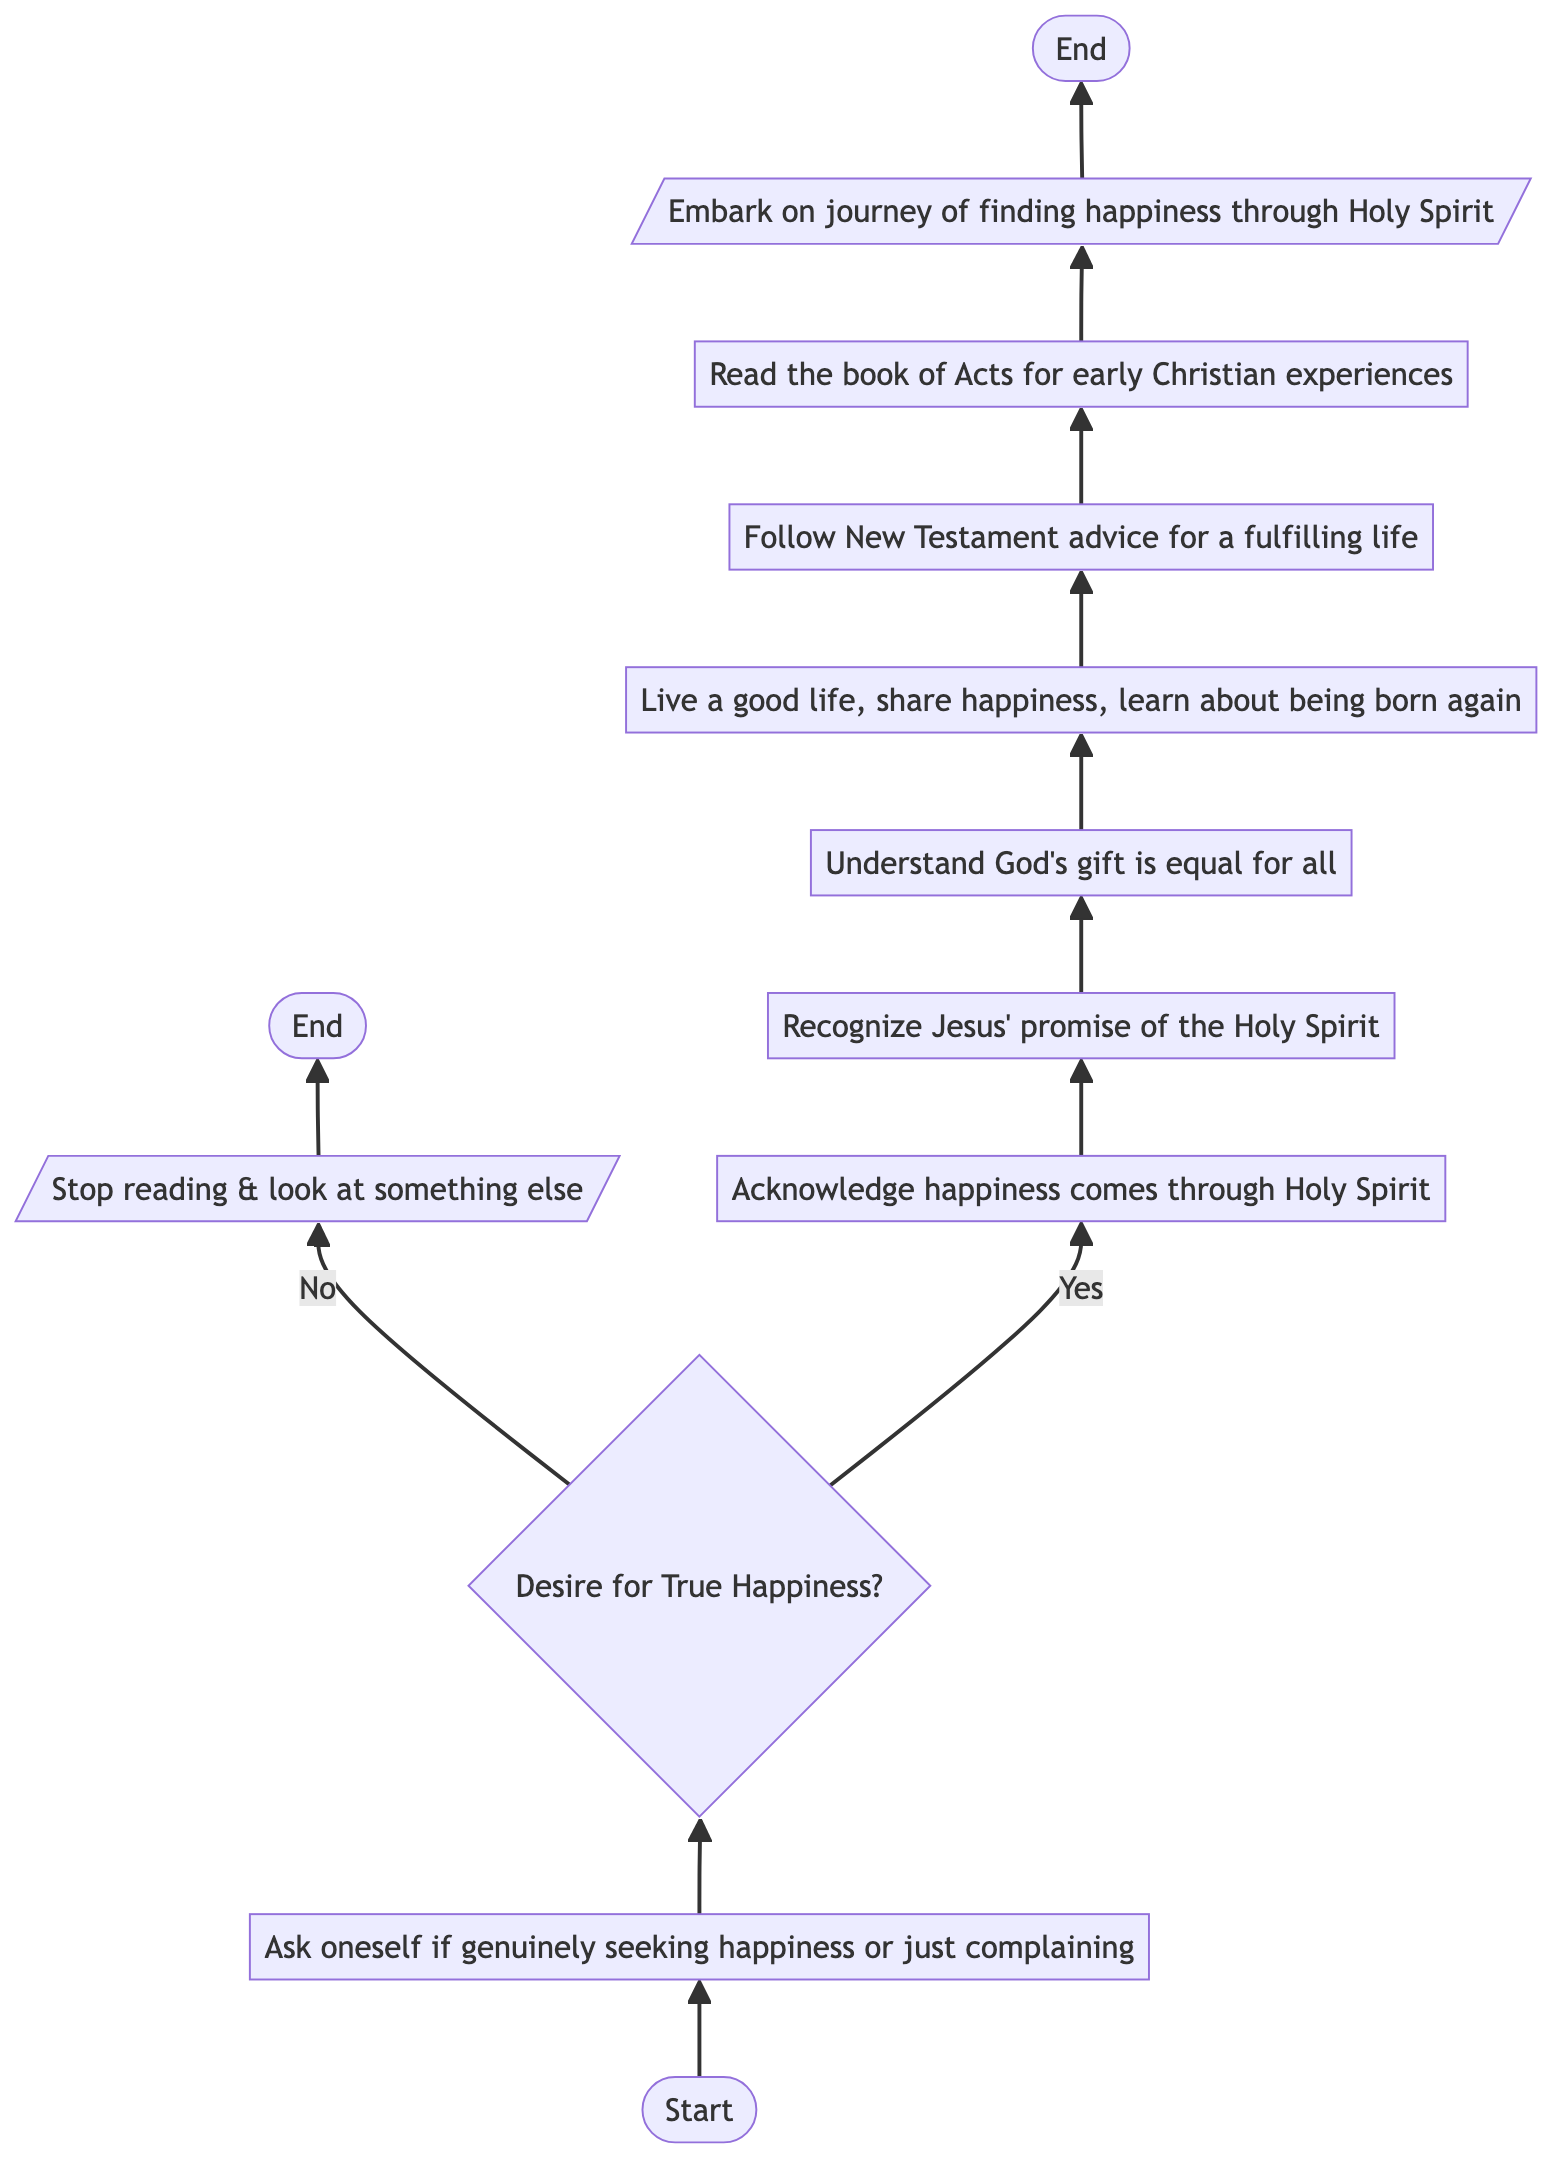 End
Embark on journey of finding happiness through Holy Spirit
Read the book of Acts for early Christian experiences
Follow New Testament advice for a fulfilling life
Live a good life, share happiness, learn about being born again
Understand God's gift is equal for all
End
Recognize Jesus' promise of the Holy Spirit
Stop reading & look at something else
Acknowledge happiness comes through Holy Spirit
No
Yes
Desire for True Happiness?
Ask oneself if genuinely seeking happiness or just complaining
Start